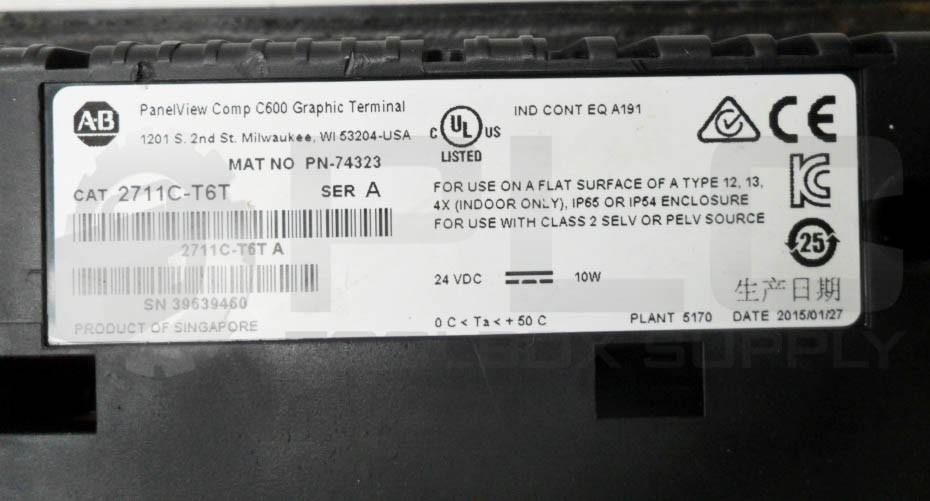 A-B
PanelView Comp C600 Graphic Terminal
1201 S. 2nd St. Milwaukee, WI 53204-USA
MAT NO PN-74323
CAT 2711C-T6T SER A
2711C-T6T A
SN 39639460
PRODUCT OF SINGAPORE
C UL US
LISTED
IND CONT EQ A191
CE
FOR USE ON A FLAT SURFACE OF A TYPE 12, 13,
4X (INDOOR ONLY), IP65 OR IP54 ENCLOSURE
FOR USE WITH CLASS 2 SELV OR PELV SOURCE
25
24 VDC 10W
生产日期
0 C < Ta < + 50 C PLANT 5170 DATE 2015/01/27
PLC
TOOLBOX SUPPLY